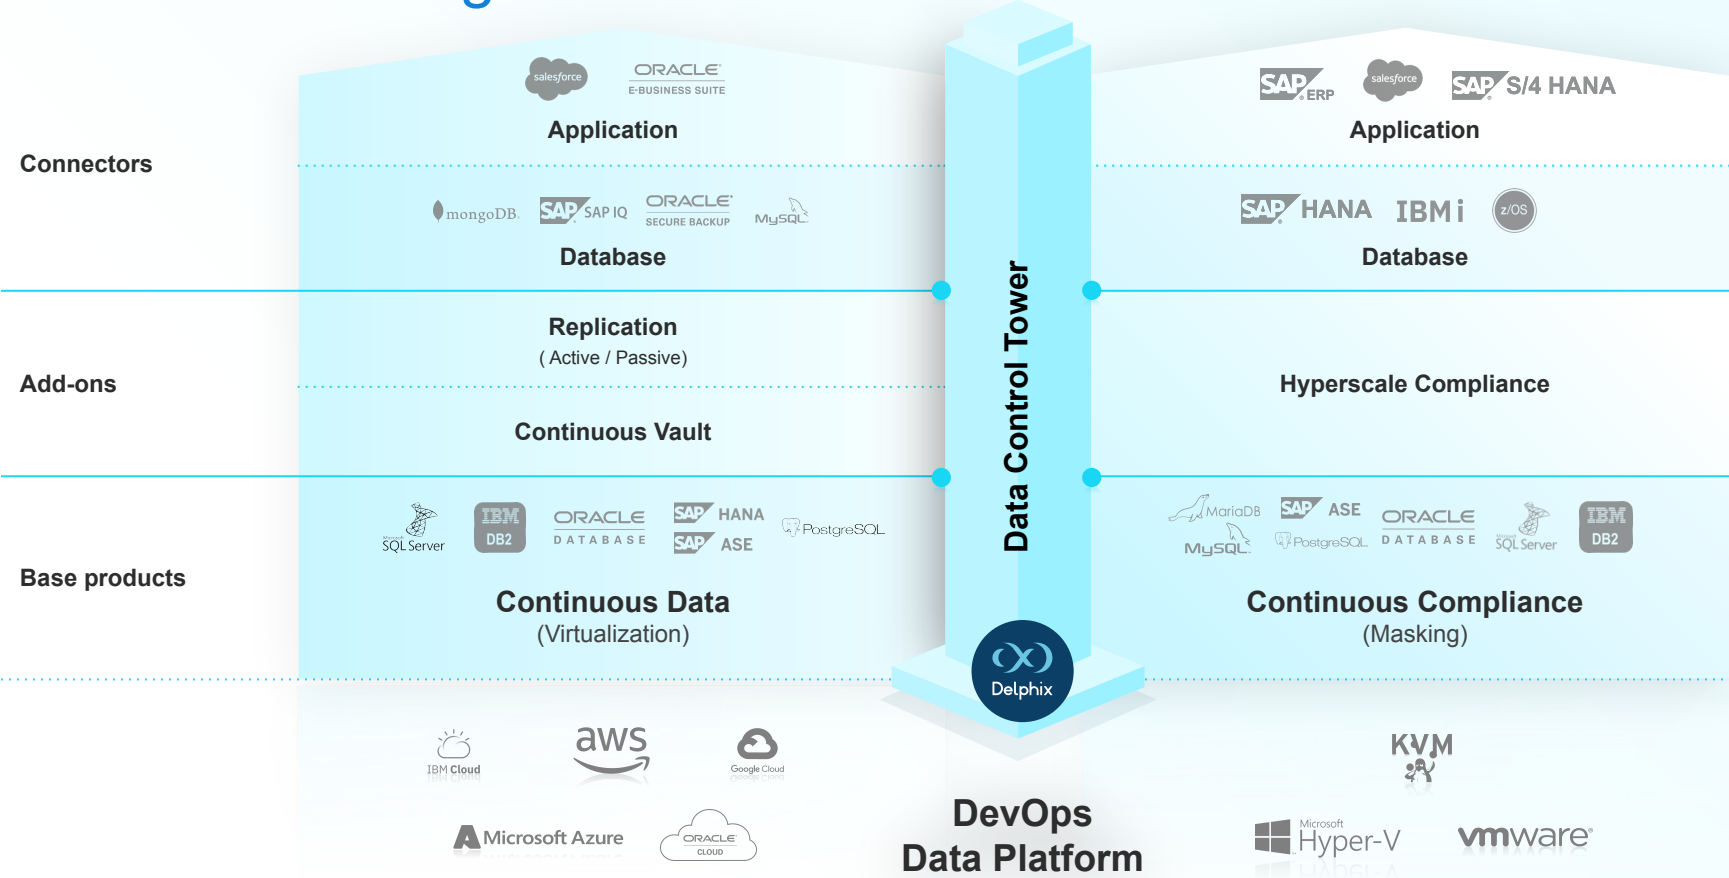 g
salesforce
ORACLE
E-BUSINESS SUITE
Application
SAP ERP
salesforce
SAP S/4 HANA
Application
Connectors
mongoDB.
SAP SAP IQ
ORACLE
SECURE BACKUP
MySQL
Database
SAP HANA
IBM i
z/OS
Database
Replication
( Active / Passive)
Add-ons
Continuous Vault
Hyperscale Compliance
Data Control Tower
Microsoft
SQL Server
IBM
DB2
ORACLE
DATABASE
SAP HANA
SAP ASE
PostgreSQL
MariaDB
MySQL
SAP ASE
PostgreSQL
ORACLE
DATABASE
Microsoft
SQL Server
IBM
DB2
Base products
Continuous Data
(Virtualization)
Continuous Compliance
(Masking)
Delphix
IBM Cloud
aws
Google Cloud
Microsoft Azure
ORACLE
CLOUD
DevOps
Data Platform
KVM
Microsoft
Hyper-V
vmware